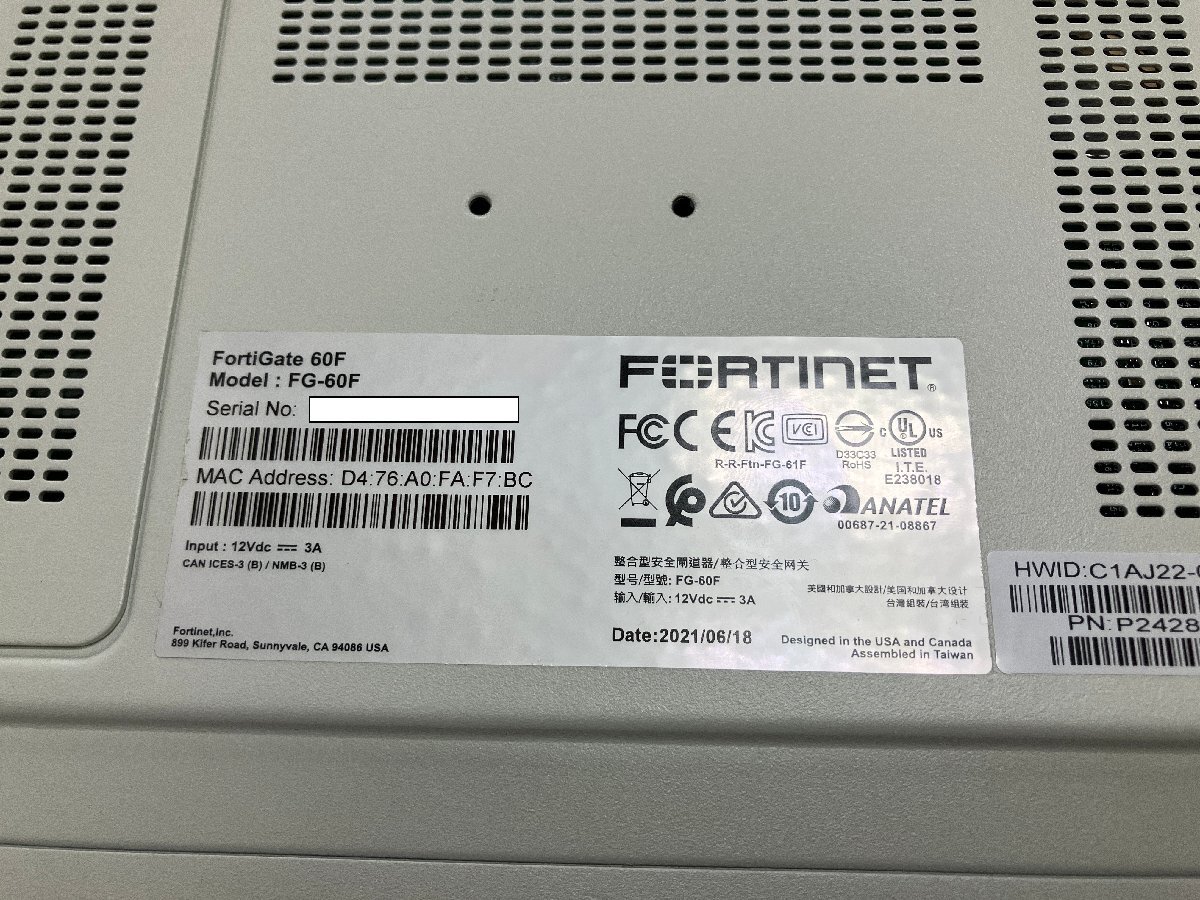 FortiGate 60F
Model : FG-60F
Serial No:
MAC Address: D4:76:A0:FA:F7:BC
Input : 12Vdc ⎓ 3A
CAN ICES-3 (B) / NMB-3 (B)
Fortinet,Inc.
899 Kifer Road, Sunnyvale, CA 94086 USA
FORTINET®
FC CE KC VCI
R-R-Ftn-FG-61F
D33C33
RoHS
C UL US
LISTED
I.T.E.
E238018
10
ANATEL
00687-21-08867
整合型安全閘道器/整合型安全网关
型号/型號: FG-60F
输入/輸入: 12Vdc ⎓ 3A
美國和加拿大設計/美国和加拿大设计
台灣組裝/台湾组装
Date:2021/06/18
Designed in the USA and Canada
Assembled in Taiwan
HWID:C1AJ22-
PN:P2428